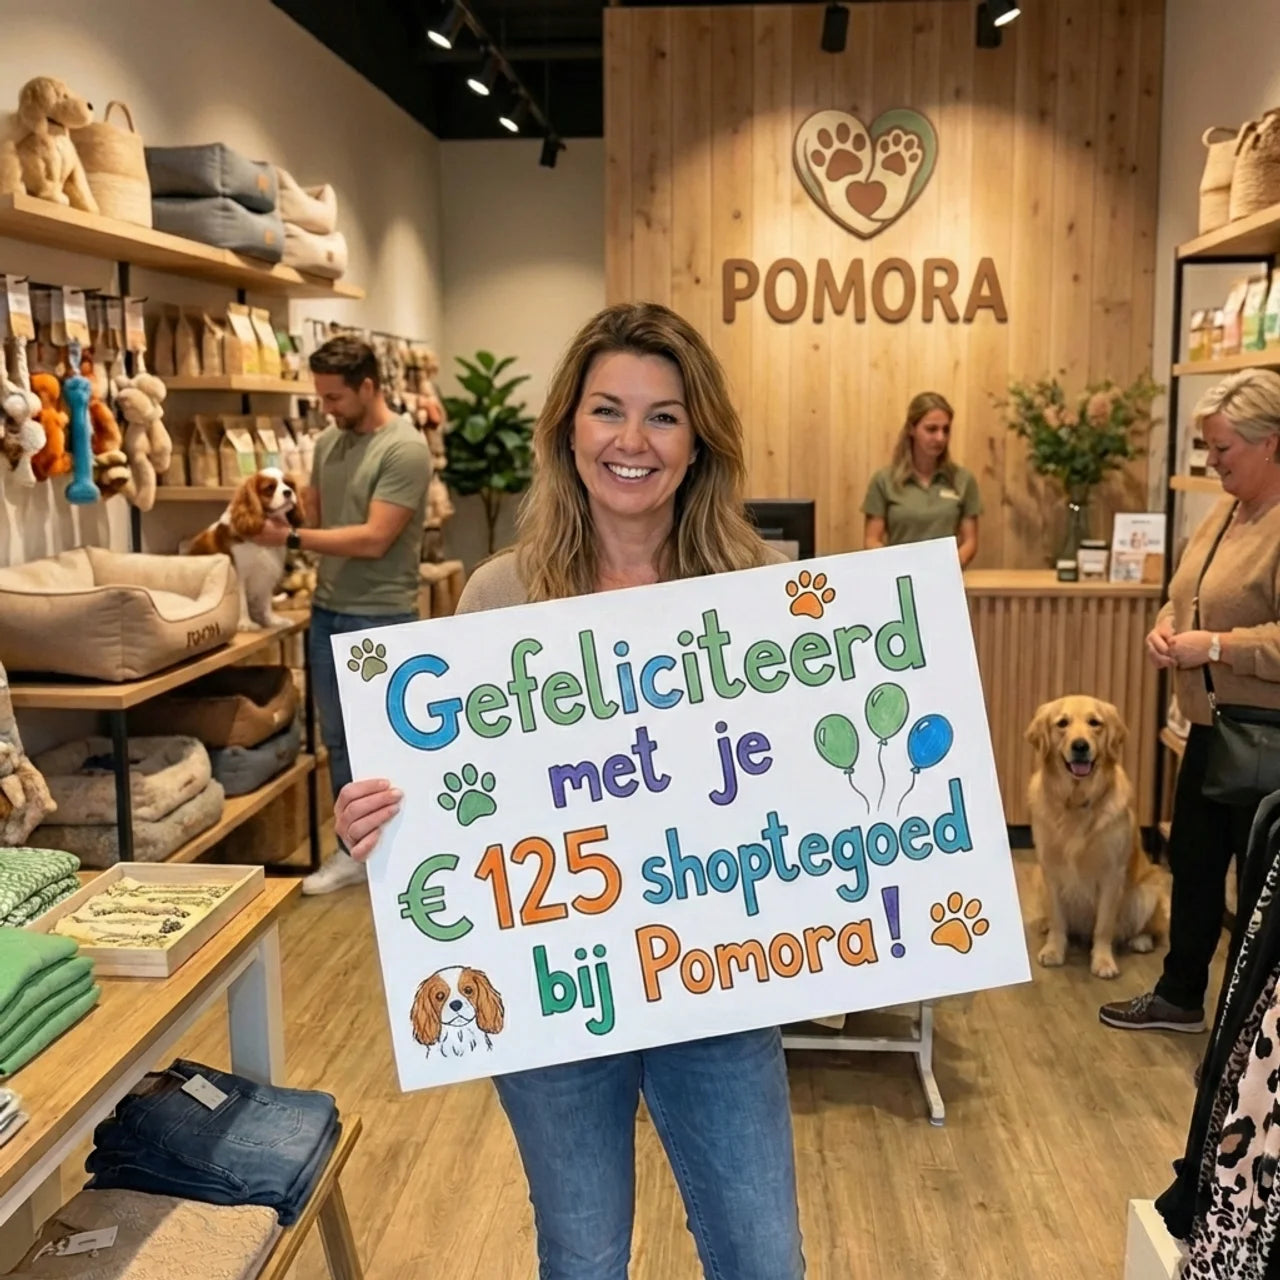 POMORA
Gefeliciteerd
met je
€125 shoptegoed
bij Pomora!